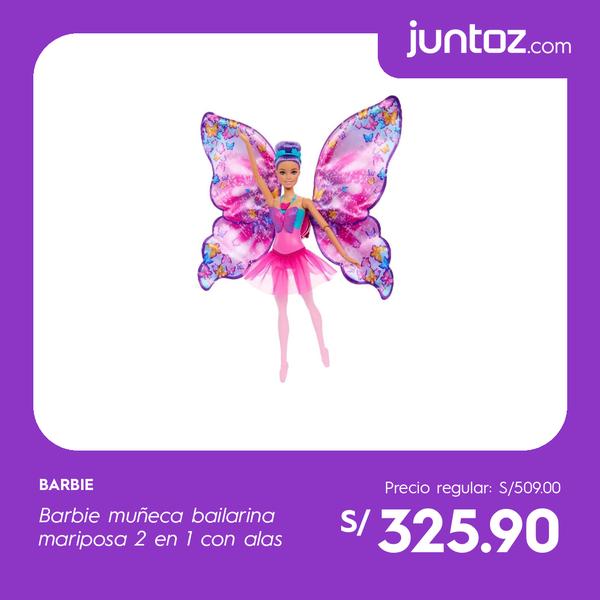 juntoz.com
BARBIE
Barbie muñeca bailarina
mariposa 2 en 1 con alas
Precio regular: S/509.00
S/325.90